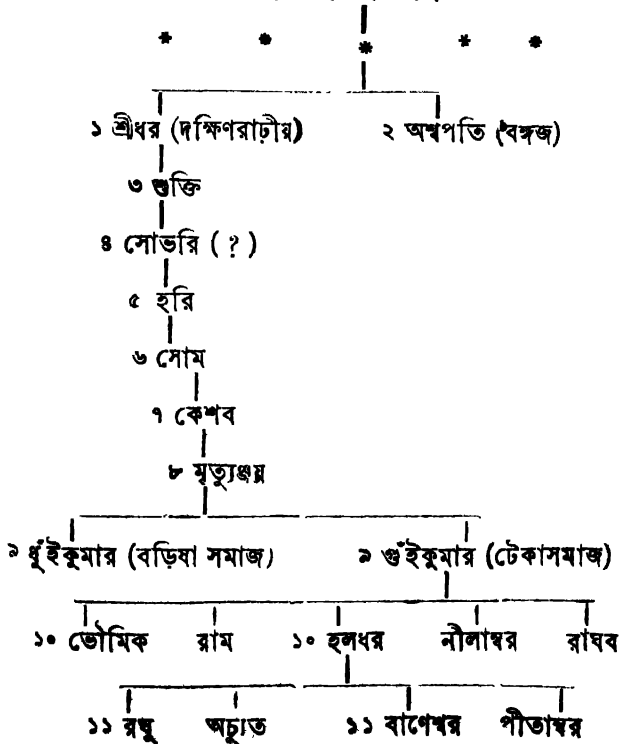 * * * * *
১ শ্রীধর (দক্ষিণরাঢ়ীয়) ২ অশ্বপতি (বঙ্গজ)
৩ শুক্তি
৪ সোভরি ( ? )
৫ হরি
৬ সোম
৭ কেশব
৮ মৃত্যুঞ্জয়
৯ ধুঁইকুমার (বড়িষা সমাজ) ৯ গুঁইকুমার (টেকাসমাজ)
১০ ভৌমিক রাম ১০ হলধর নীলাম্বর রাঘব
১১ রঘু অচ্যুত ১১ বাণেশ্বর পীতাম্বর